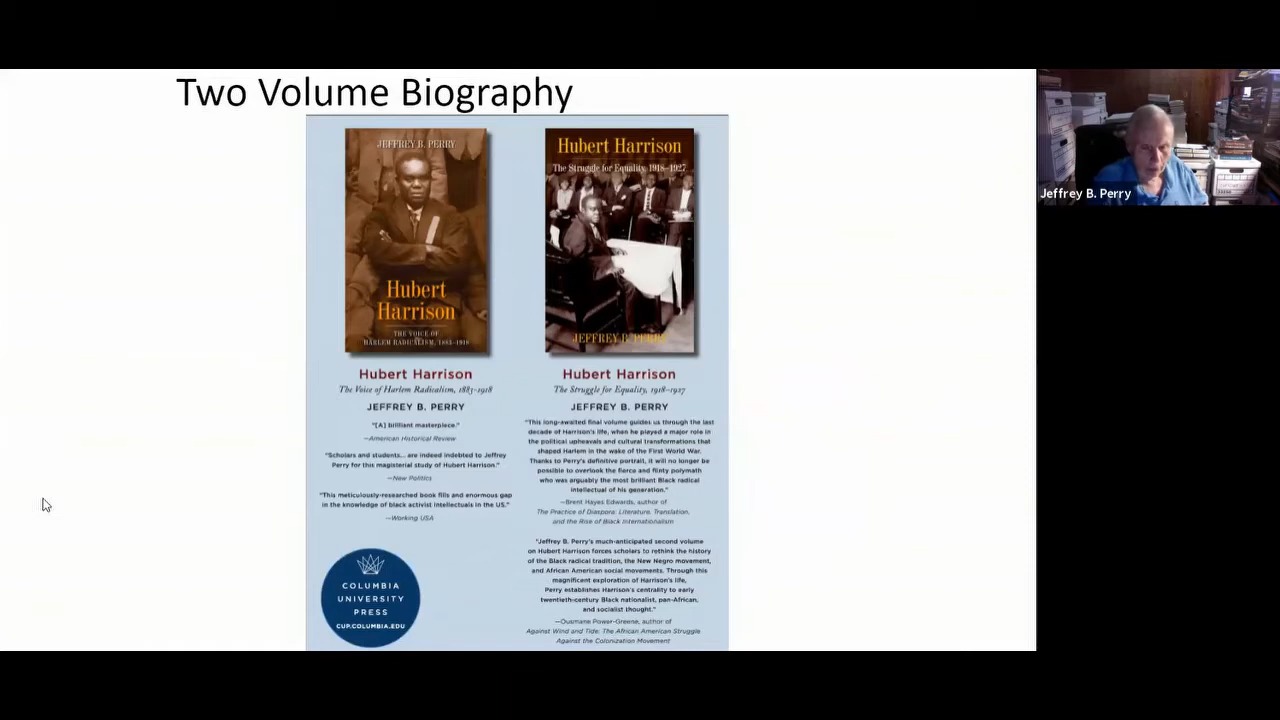 Two Volume Biography
JEFFREY B. PERRY
Hubert
Harrison
THE VOICE OF
HARLEM RADICALISM, 1883–1918
Hubert Harrison
The Struggle for Equality, 1918–1927
JEFFREY B. PERRY
Hubert Harrison
The Voice of Harlem Radicalism, 1883–1918
JEFFREY B. PERRY
"[A] brilliant masterpiece."
—American Historical Review
"Scholars and students... are indeed indebted to Jeffrey
Perry for this magisterial study of Hubert Harrison."
—New Politics
"This meticulously-researched book fills and enormous gap
in the knowledge of black activist intellectuals in the US."
—Working USA
COLUMBIA
UNIVERSITY
PRESS
CUP.COLUMBIA.EDU
Hubert Harrison
The Struggle for Equality, 1918–1927
JEFFREY B. PERRY
"This long-awaited final volume guides us through the last
decade of Harrison's life, when he played a major role in
the political upheavals and cultural transformations that
shaped Harlem in the wake of the First World War.
Thanks to Perry's definitive portrait, it will no longer be
possible to overlook the fierce and flinty polymath
who was arguably the most brilliant Black radical
intellectual of his generation."
—Brent Hayes Edwards, author of
The Practice of Diaspora: Literature, Translation,
and the Rise of Black Internationalism
"Jeffrey B. Perry's much-anticipated second volume
on Hubert Harrison forces scholars to rethink the history
of the Black radical tradition, the New Negro movement,
and African American social movements. Through this
magnificent exploration of Harrison's life,
Perry establishes Harrison's centrality to early
twentieth-century Black nationalist, pan-African,
and socialist thought."
—Ousmane Power-Greene, author of
Against Wind and Tide: The African American Struggle
Against the Colonization Movement
Jeffrey B. Perry